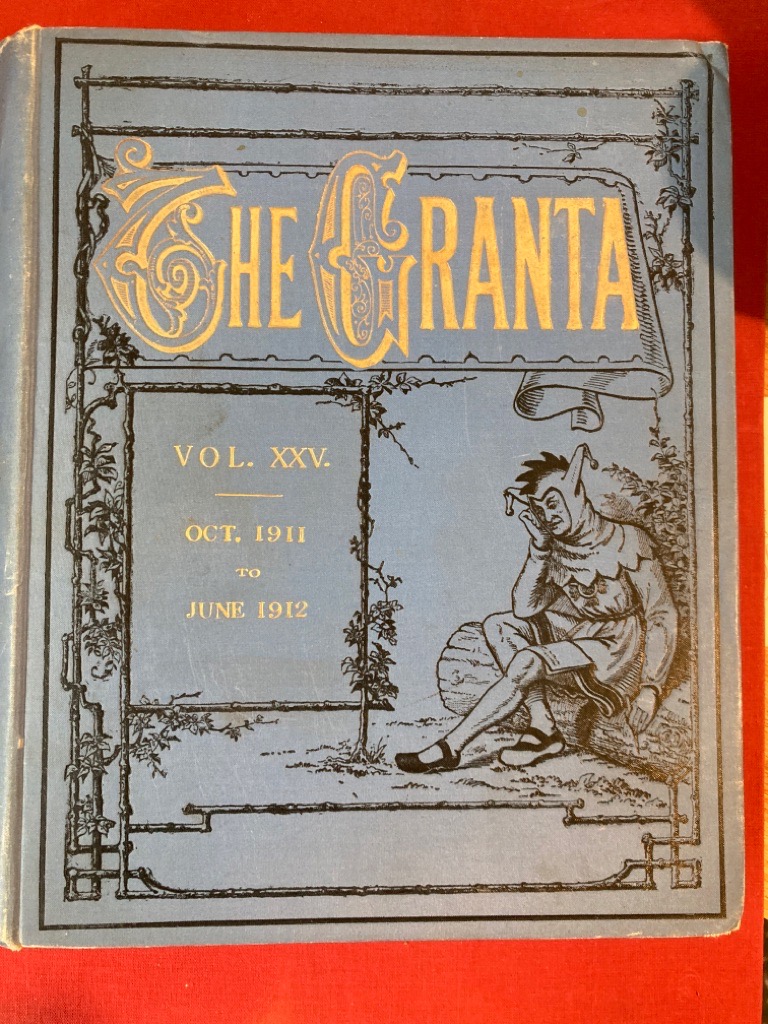 THE GRANTA
VOL. XXV.
OCT. 1911
TO
JUNE 1912